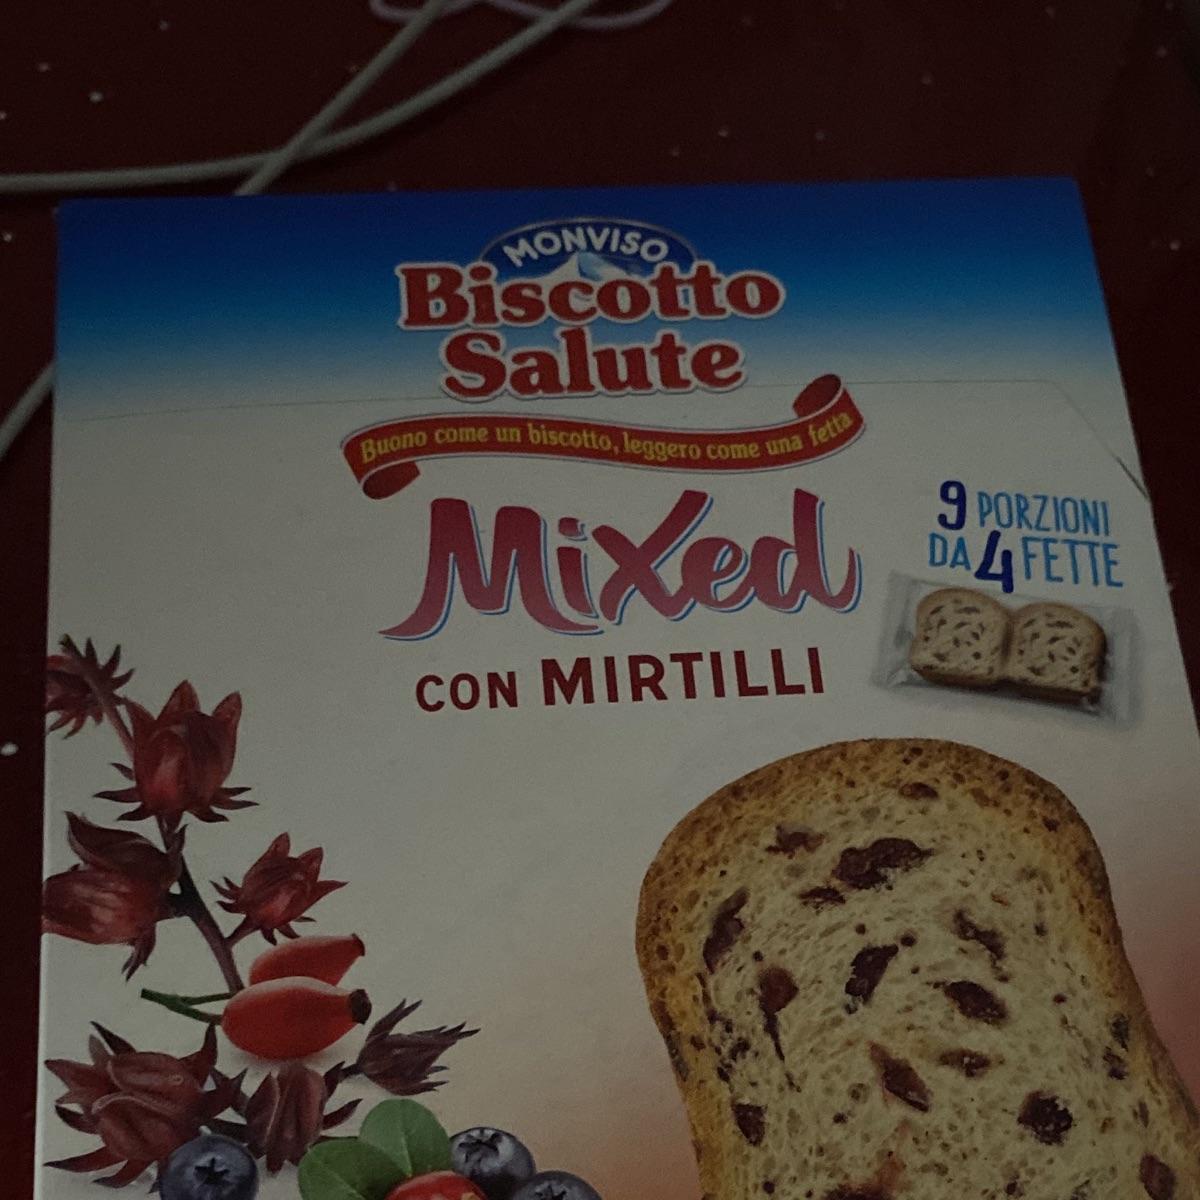 MONVISO
Biscotto
Salute
Buono come un biscotto, leggero come una fetta
Mixed
CON MIRTILLI
9 PORZIONI
DA 4 FETTE